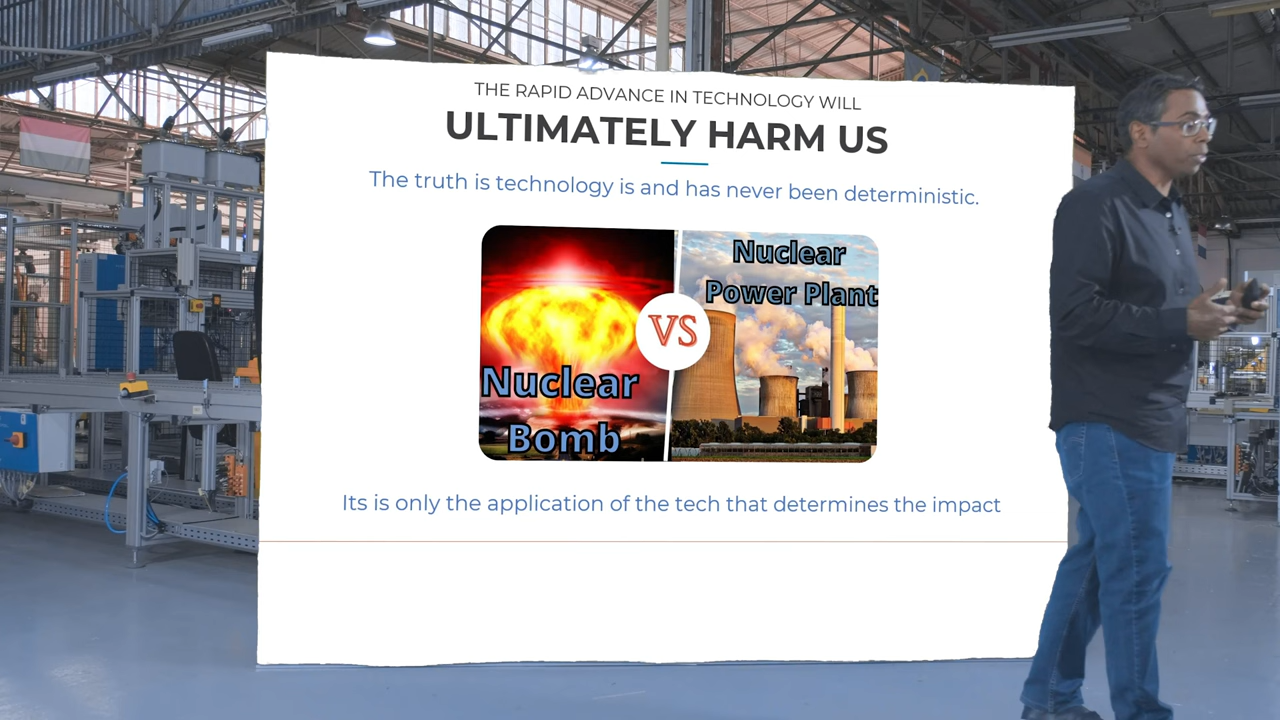 THE RAPID ADVANCE IN TECHNOLOGY WILL
ULTIMATELY HARM US
The truth is technology is and has never been deterministic.
Nuclear
Bomb
VS
Nuclear
Power Plant
Its is only the application of the tech that determines the impact